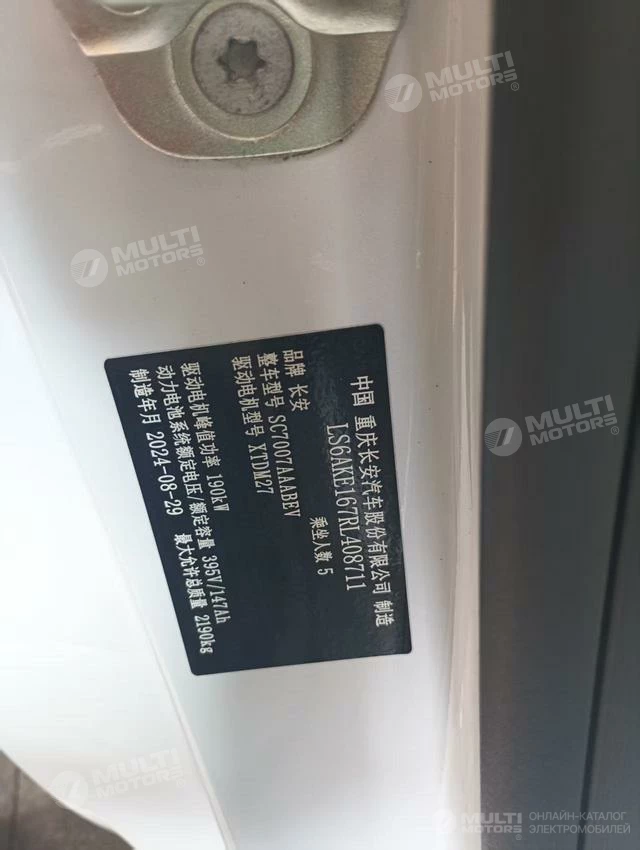 中国 重庆长安汽车股份有限公司 制造
LS6AKE167RL408711
品牌 长安 乘坐人数 5
整车型号 SC7007AAABEV
驱动电机型号 XTDM27
驱动电机峰值功率 190kW
动力电池系统额定电压/额定容量 395V/147Ah
制造年月 2024-08-29 最大允许总质量 2190kg
MULTI
MOTORS®
MULTI
MOTORS®
MULTI
MOTORS®
MULTI
MOTORS®
MULTI
MOTORS®
ОНЛАЙН-КАТАЛОГ
ЭЛЕКТРОМОБИЛЕЙ